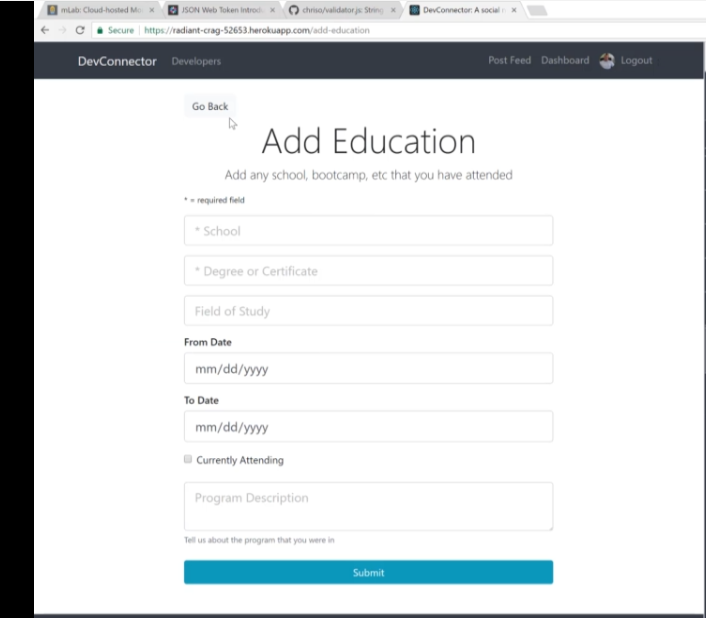 mLab: Cloud-hosted Mo
JSON Web Token Introd
chriso/validator.js: String
DevConnector: A social n
Secure https://radiant-crag-52653.herokuapp.com/add-education
DevConnector Developers Post Feed Dashboard Logout
Go Back
Add Education
Add any school, bootcamp, etc that you have attended
* = required field
* School
* Degree or Certificate
Field of Study
From Date
mm/dd/yyyy
To Date
mm/dd/yyyy
Currently Attending
Program Description
Tell us about the program that you were in
Submit